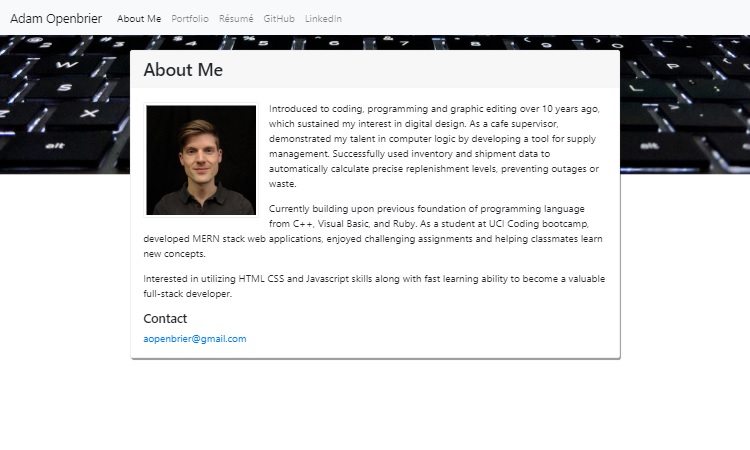 Adam Openbrier About Me Portfolio Résumé GitHub LinkedIn
About Me
Introduced to coding, programming and graphic editing over 10 years ago,
which sustained my interest in digital design. As a cafe supervisor,
demonstrated my talent in computer logic by developing a tool for supply
management. Successfully used inventory and shipment data to
automatically calculate precise replenishment levels, preventing outages or
waste.
Currently building upon previous foundation of programming language
from C++, Visual Basic, and Ruby. As a student at UCI Coding bootcamp,
developed MERN stack web applications, enjoyed challenging assignments and helping classmates learn
new concepts.
Interested in utilizing HTML CSS and Javascript skills along with fast learning ability to become a valuable
full-stack developer.
Contact
aopenbrier@gmail.com
W
X
alt
alt